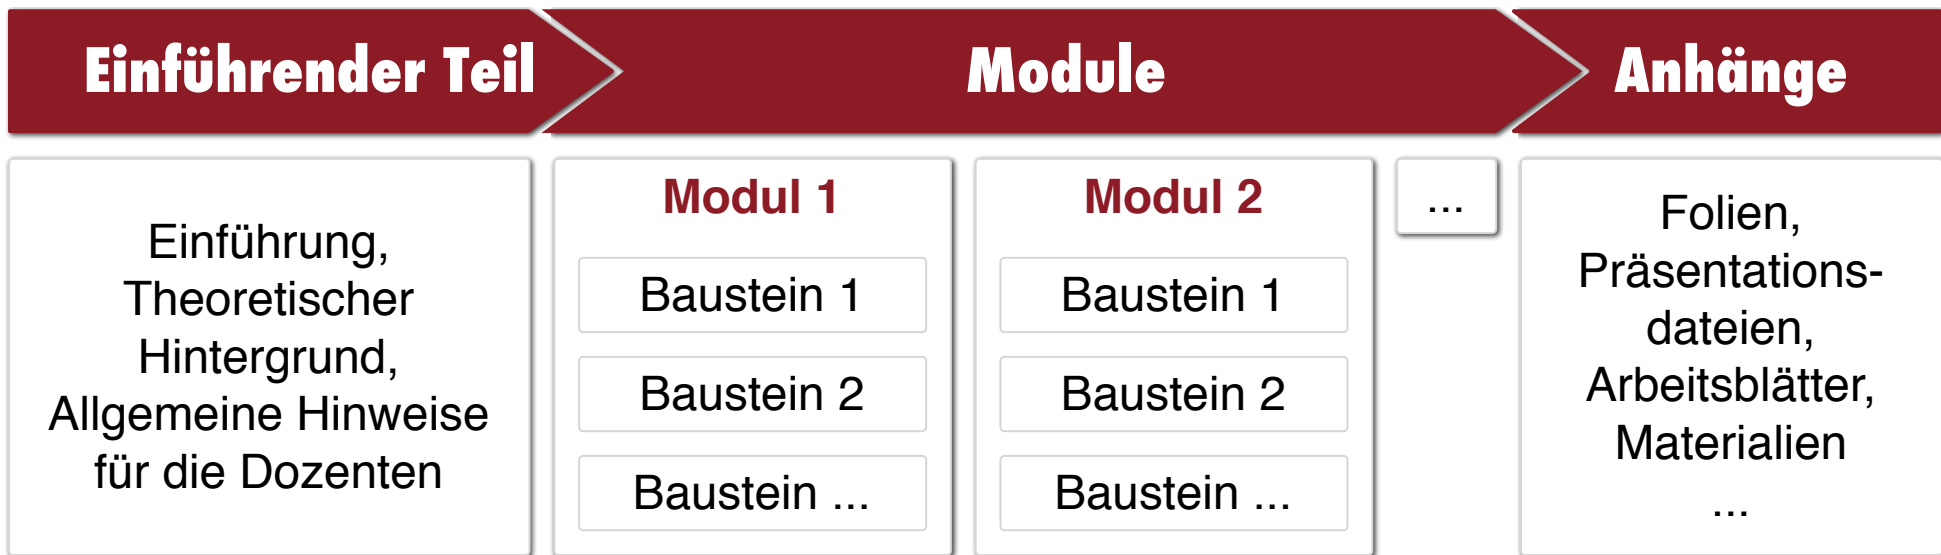 Einführender Teil
Module
Anhänge
Einführung,
Theoretischer
Hintergrund,
Allgemeine Hinweise
für die Dozenten
Modul 1
Baustein 1
Baustein 2
Baustein ...
Modul 2
Baustein 1
Baustein 2
Baustein ...
...
Folien,
Präsentations-
dateien,
Arbeitsblätter,
Materialien
...